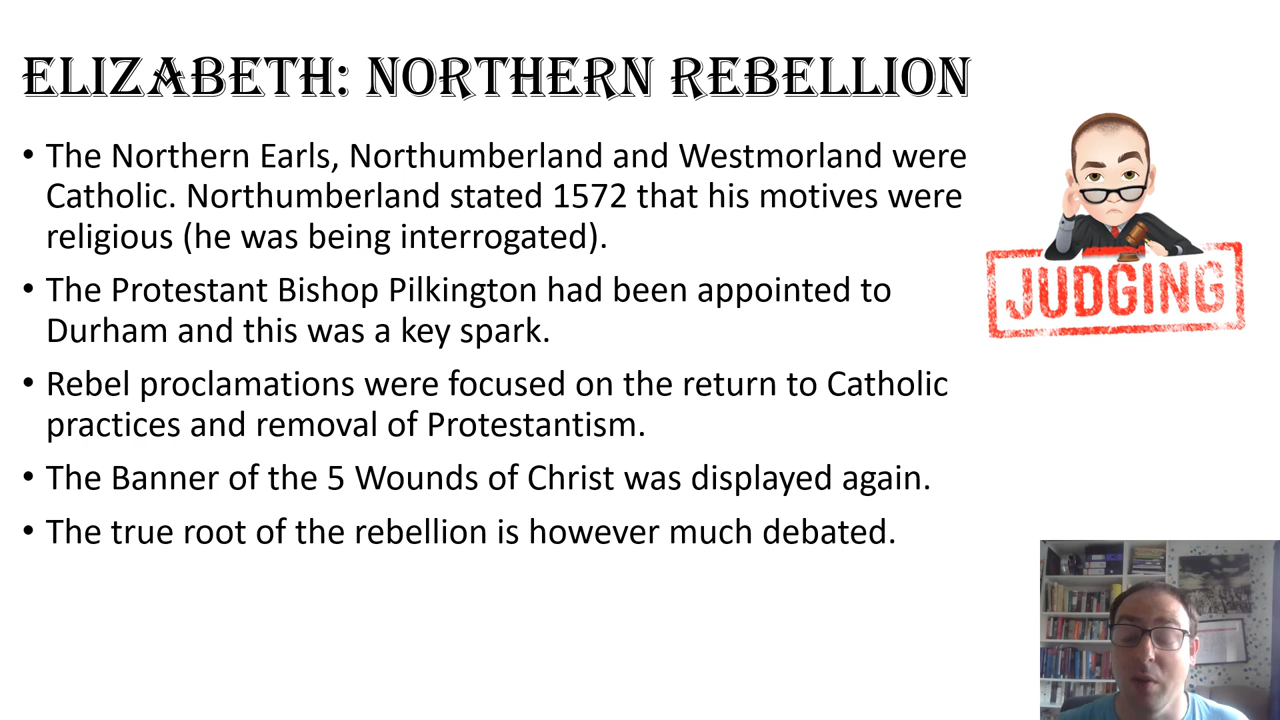 ELIZABETH: NORTHERN REBELLION
• The Northern Earls, Northumberland and Westmorland were
Catholic. Northumberland stated 1572 that his motives were
religious (he was being interrogated).
• The Protestant Bishop Pilkington had been appointed to
Durham and this was a key spark.
• Rebel proclamations were focused on the return to Catholic
practices and removal of Protestantism.
• The Banner of the 5 Wounds of Christ was displayed again.
• The true root of the rebellion is however much debated.
JUDGING